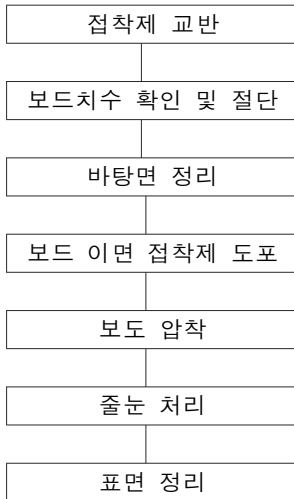 접착제 교반
보드치수 확인 및 절단
바탕면 정리
보드 이면 접착제 도포
보도 압착
줄눈 처리
표면 정리